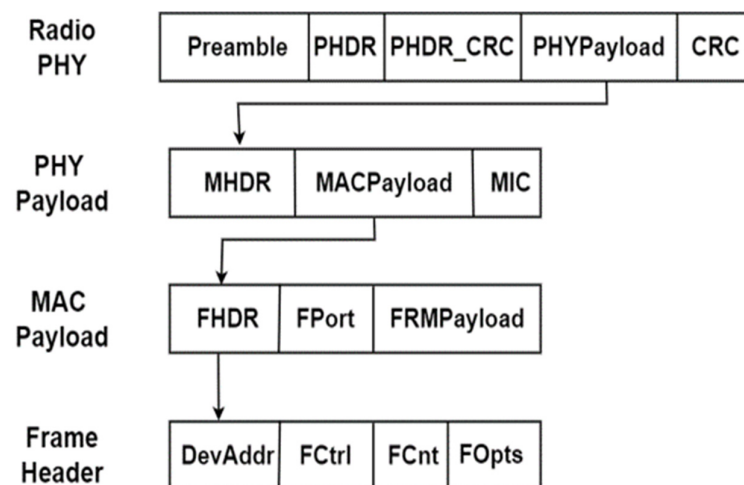 Radio
PHY
Preamble PHDR PHDR_CRC PHYPayload CRC
PHY
Payload
MHDR MACPayload MIC
MAC
Payload
FHDR FPort FRMPayload
Frame
Header
DevAddr FCtrl FCnt FOpts